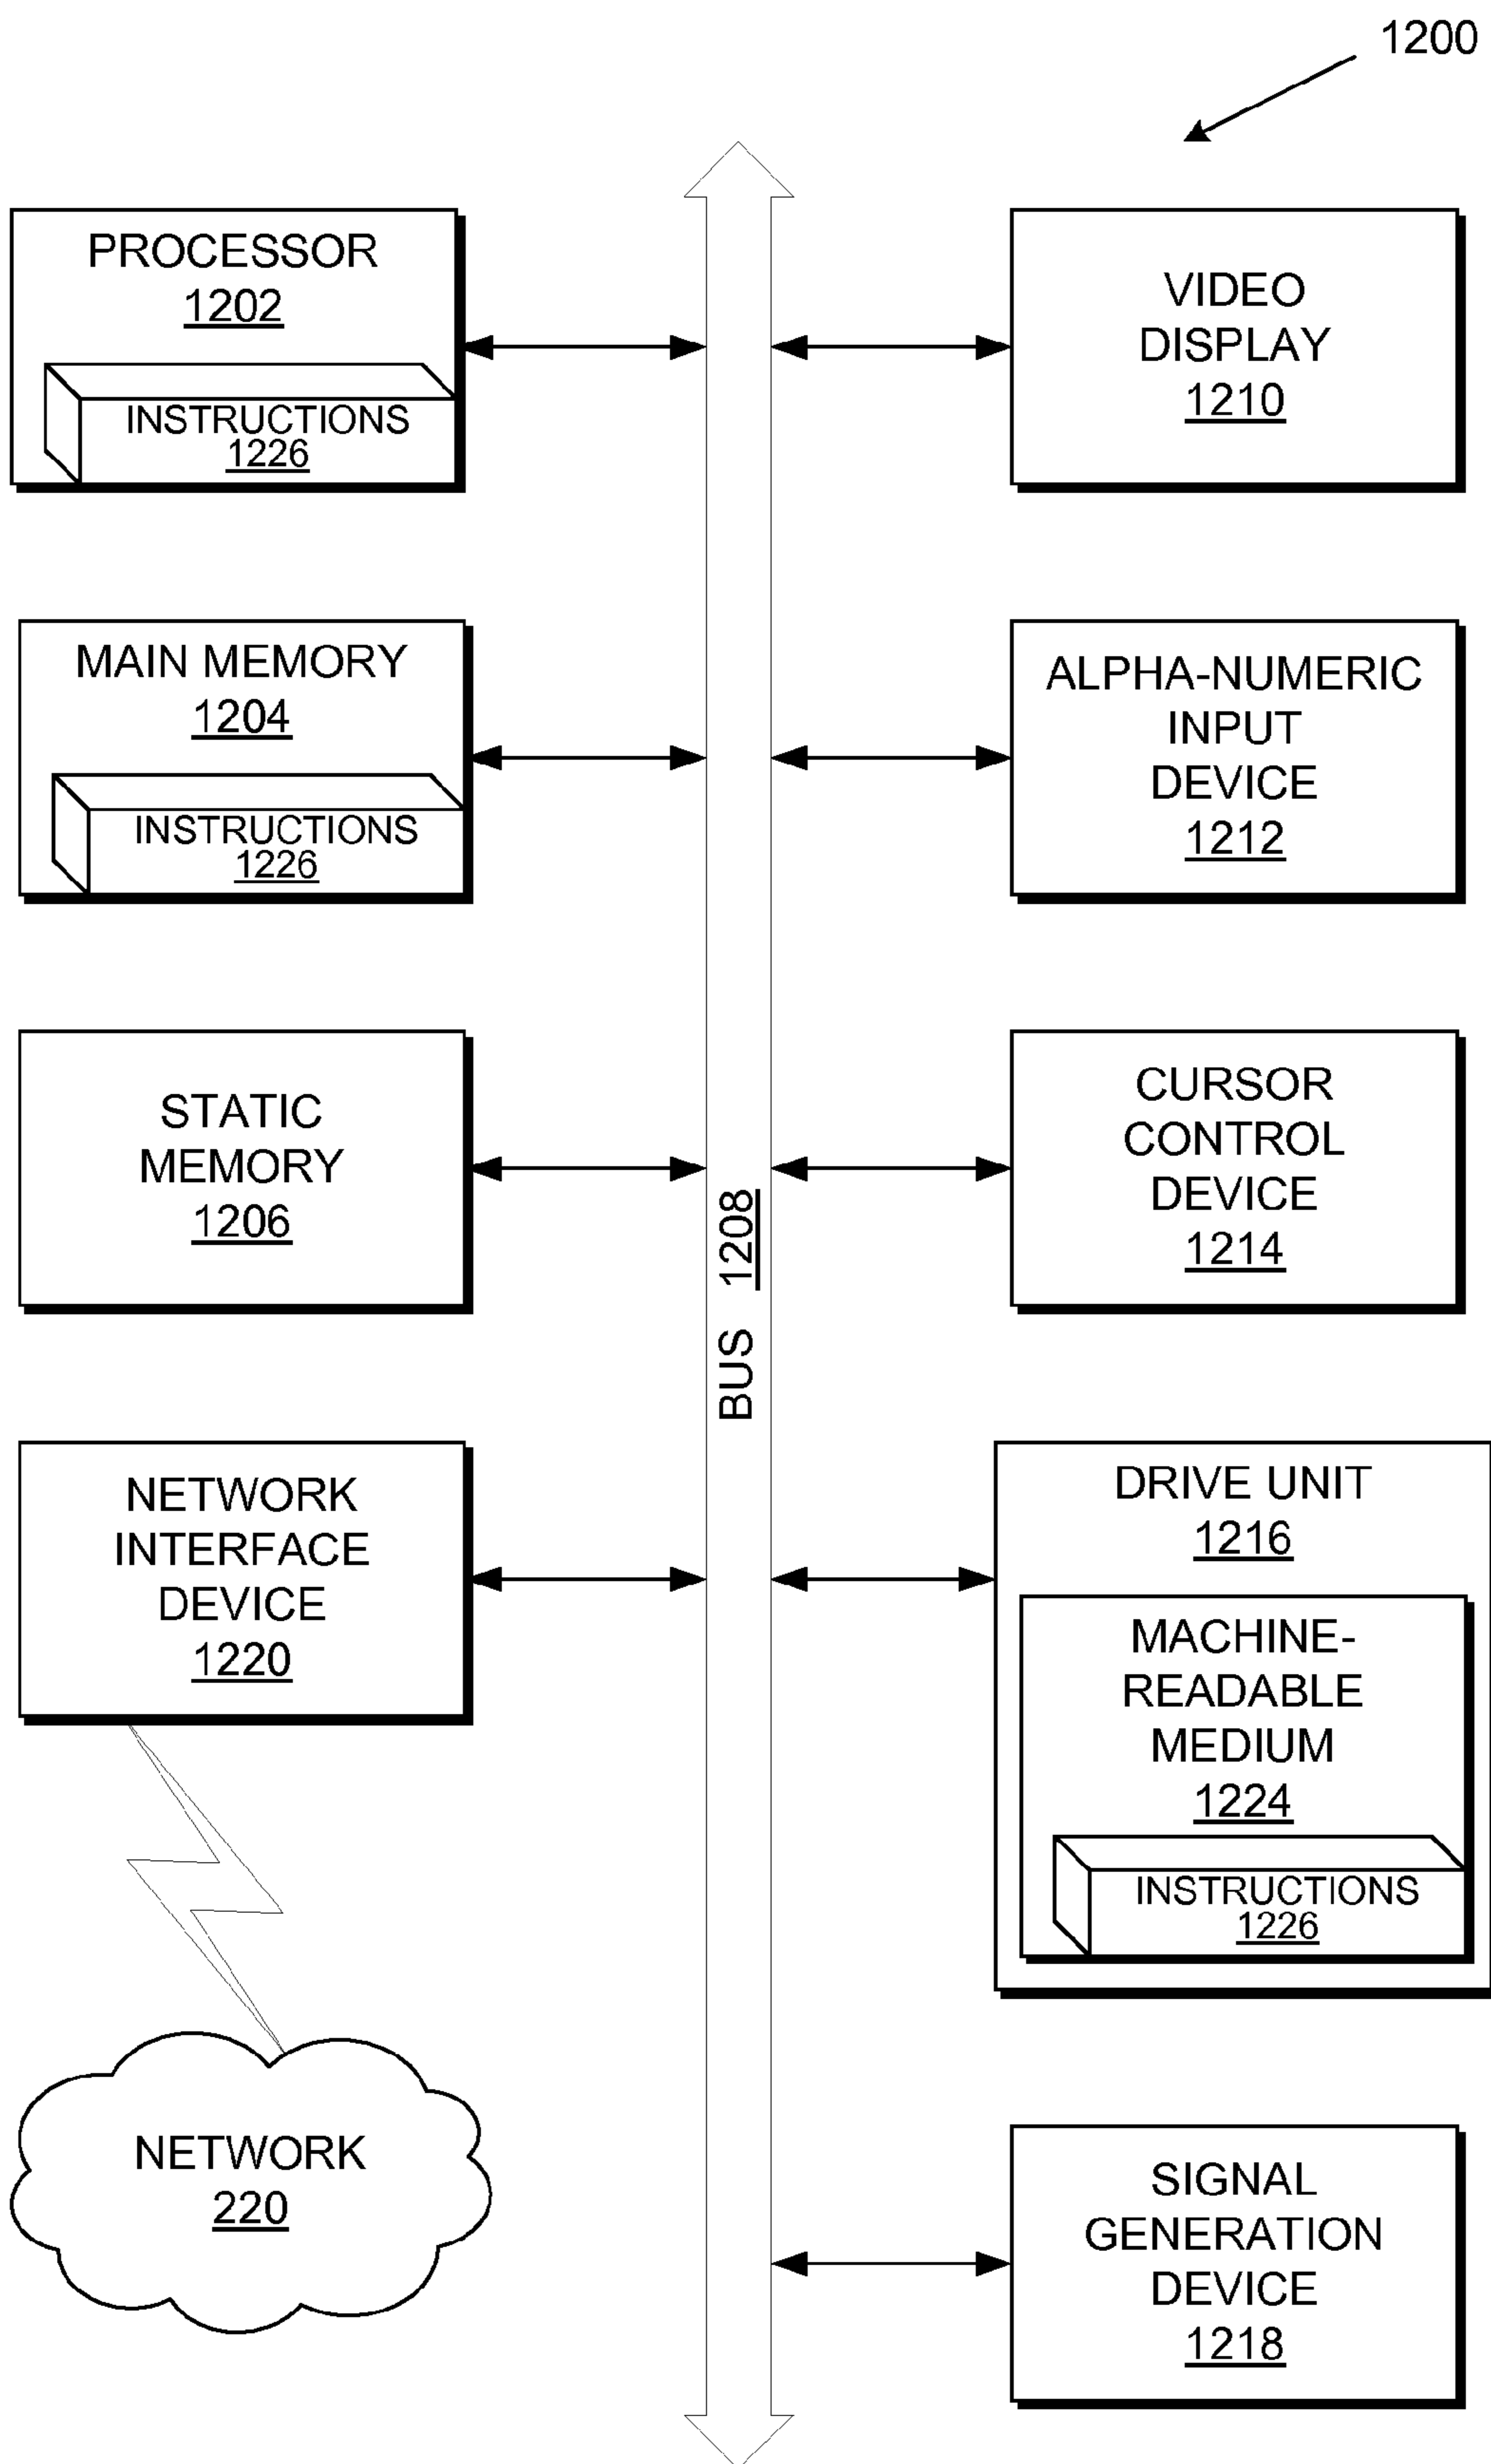 1200
PROCESSOR
1202
INSTRUCTIONS
1226
MAIN MEMORY
1204
INSTRUCTIONS
1226
STATIC
MEMORY
1206
NETWORK
INTERFACE
DEVICE
1220
NETWORK
220
BUS 1208
VIDEO
DISPLAY
1210
ALPHA-NUMERIC
INPUT
DEVICE
1212
CURSOR
CONTROL
DEVICE
1214
DRIVE UNIT
1216
MACHINE-
READABLE
MEDIUM
1224
INSTRUCTIONS
1226
SIGNAL
GENERATION
DEVICE
1218